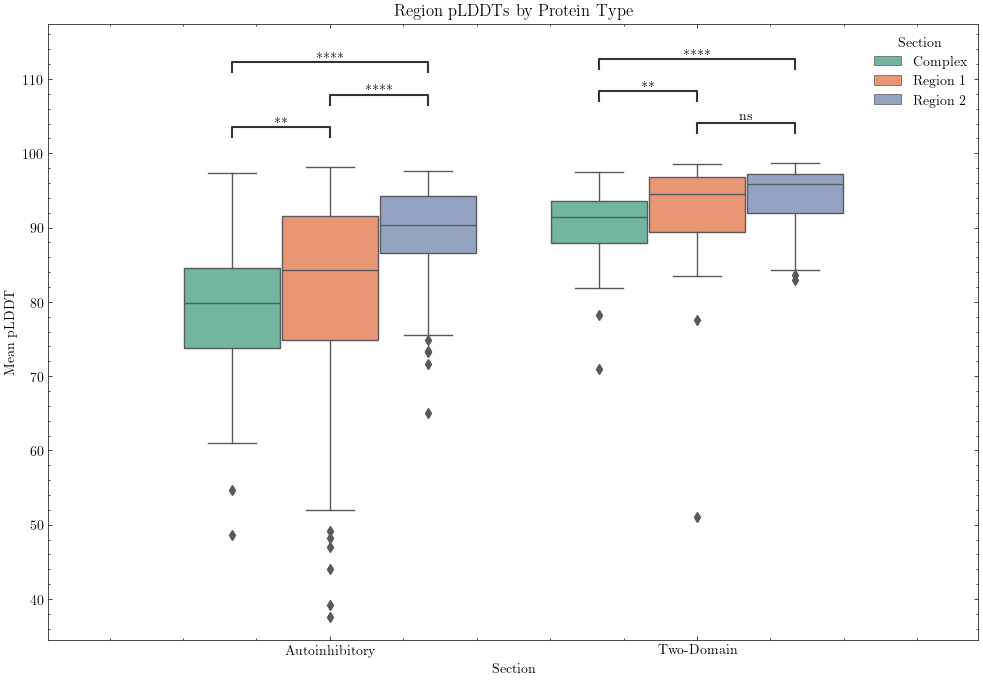 Region pLDDTs by Protein Type
Section
Complex
Region 1
Region 2
****
****
**
****
**
ns
110
100
90
80
70
60
50
40
Mean pLDDT
Autoinhibitory
Two-Domain
Section